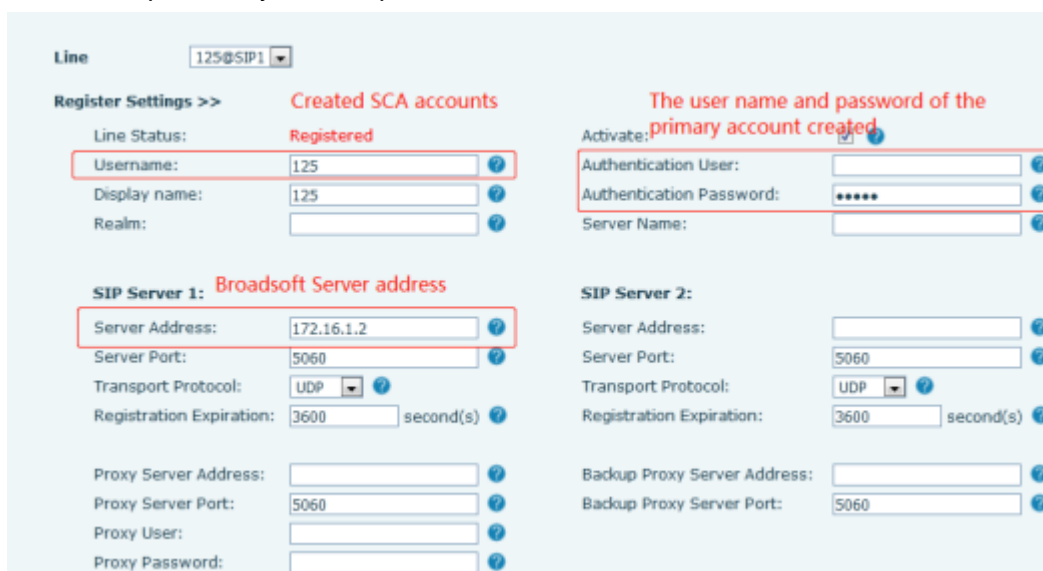 Line 125@SIP1
Register Settings >> Created SCA accounts The user name and password of the
primary account created
Line Status: Registered Activate:
Username: 125 Authentication User:
Display name: 125 Authentication Password: •••••
Realm: Server Name:
SIP Server 1: Broadsoft Server address SIP Server 2:
Server Address: 172.16.1.2 Server Address:
Server Port: 5060 Server Port: 5060
Transport Protocol: UDP Transport Protocol: UDP
Registration Expiration: 3600 second(s) Registration Expiration: 3600 second(s)
Proxy Server Address: Backup Proxy Server Address:
Proxy Server Port: 5060 Backup Proxy Server Port: 5060
Proxy User:
Proxy Password: